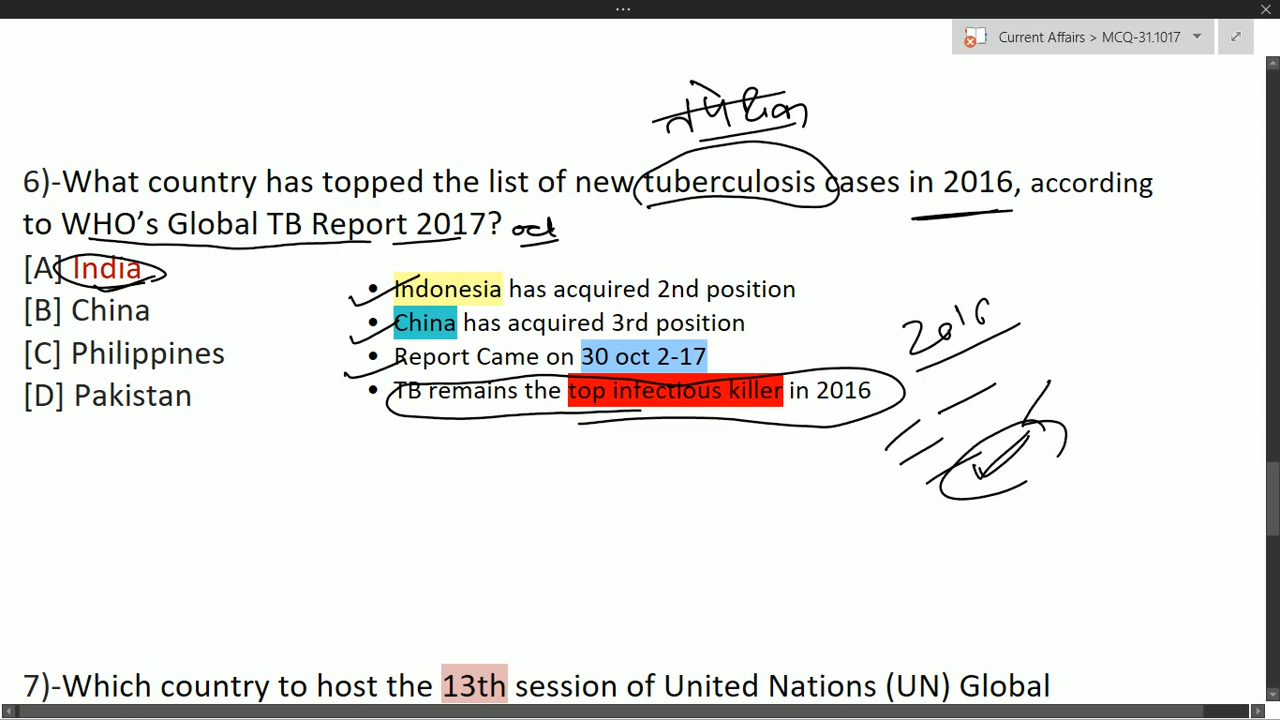 Current Affairs > MCQ-31.1017
6)-What country has topped the list of new tuberculosis cases in 2016, according
to WHO’s Global TB Report 2017? oct
[A] India
[B] China
[C] Philippines
[D] Pakistan
• Indonesia has acquired 2nd position
• China has acquired 3rd position
• Report Came on 30 oct 2-17
• TB remains the top infectious killer in 2016
2016
7)-Which country to host the 13th session of United Nations (UN) Global